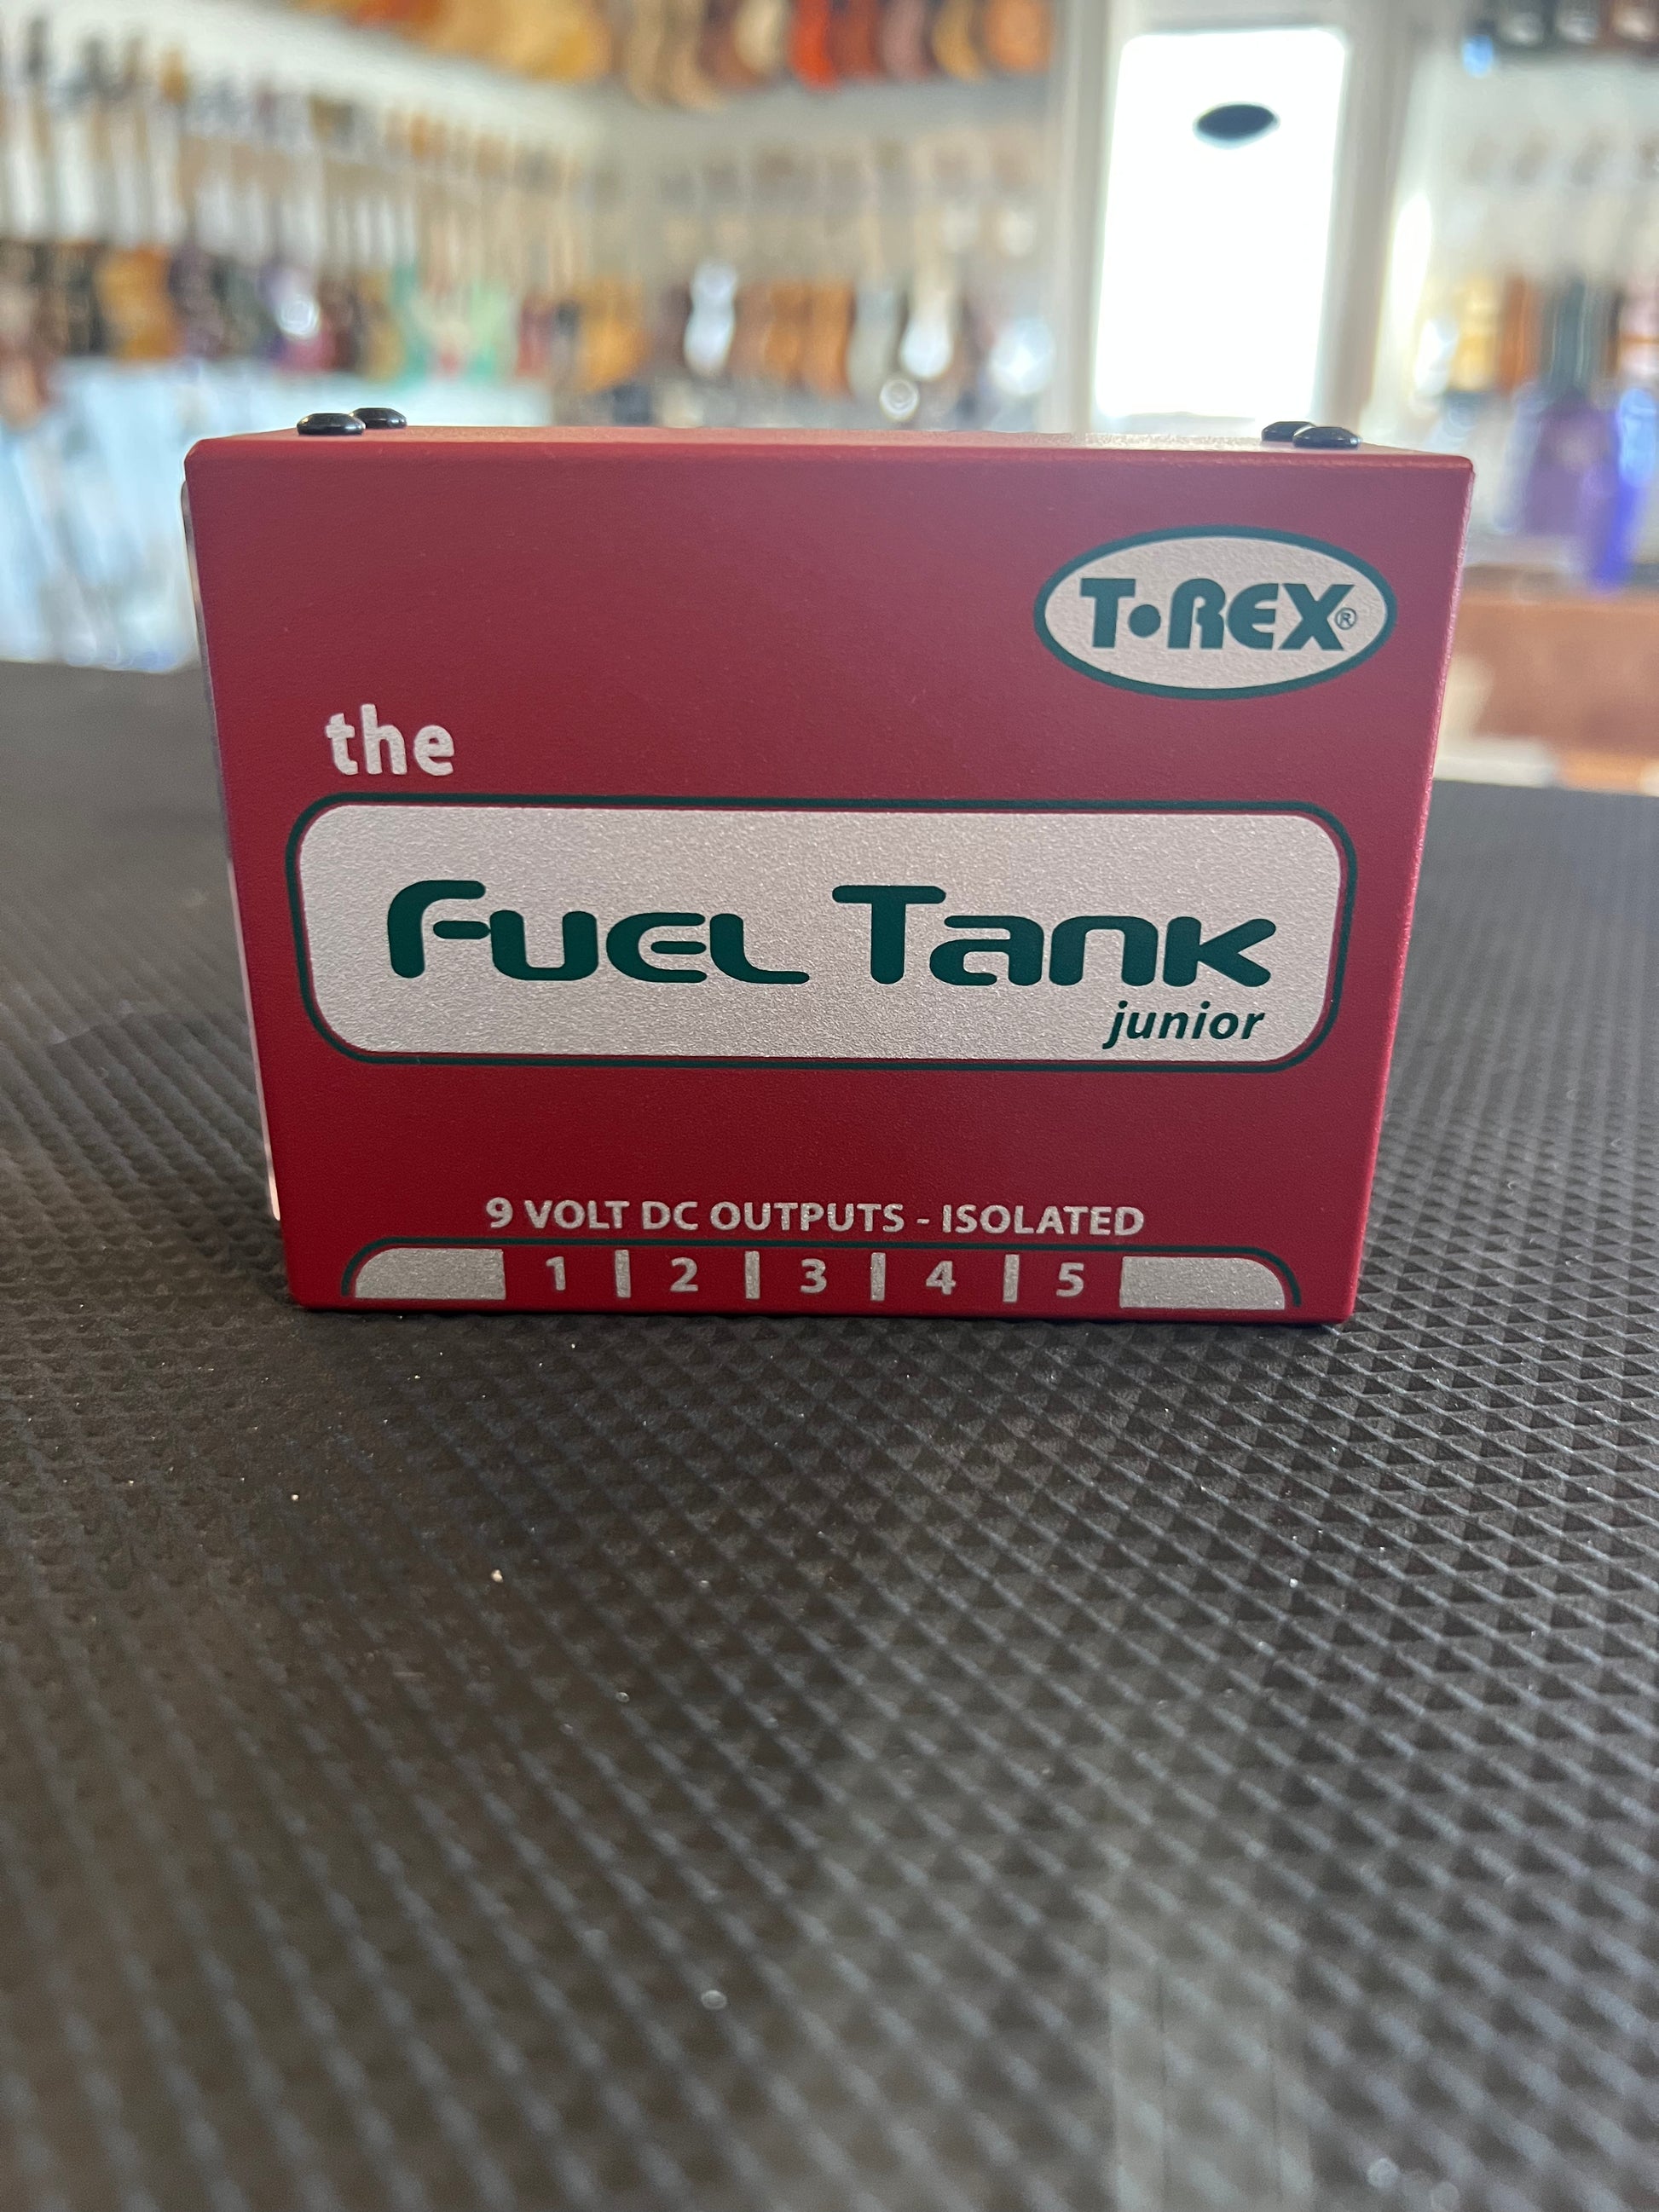 T•REX®
the
Fuel Tank
junior
9 VOLT DC OUTPUTS - ISOLATED
1 | 2 | 3 | 4 | 5